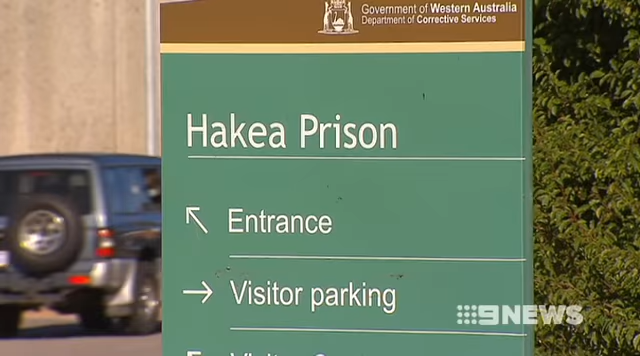 Government of Western Australia
Department of Corrective Services
Hakea Prison
Entrance
Visitor parking
9NEWS